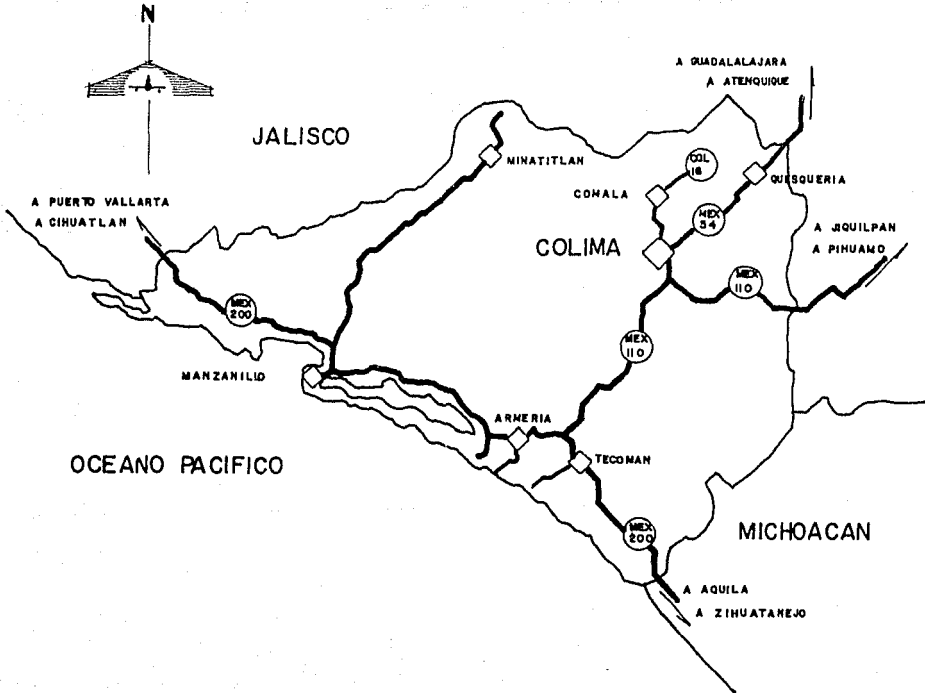 N
A GUADALALAJARA
A ATENQUIQUE
JALISCO
MINATITLAN
COL
16
COMALA
QUESQUERIA
A PUERTO VALLARTA
A CIHUATLAN
MEX
54
A JIQUILPAN
A PIHUAMO
COLIMA
MEX
110
MEX
200
MEX
110
MANZANILLO
ARMERIA
TECOMAN
OCEANO PACIFICO
MEX
200
MICHOACAN
A AQUILA
A ZIHUATANEJO